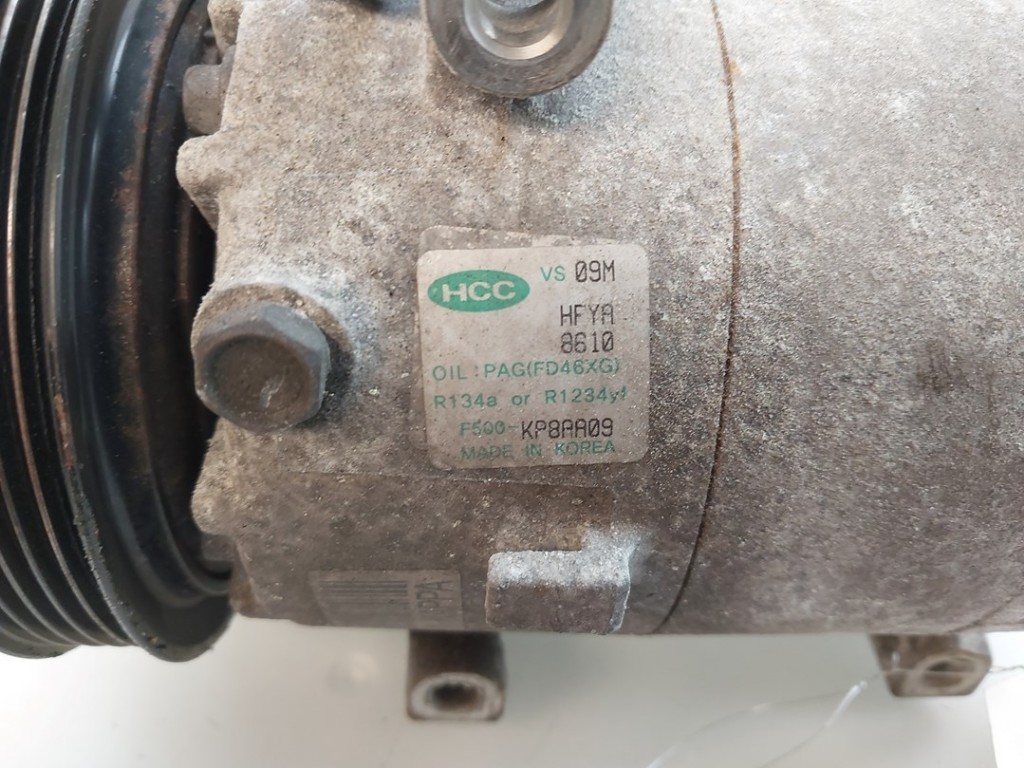 HCC VS 09M
HFYA
8610
OIL : PAG(FD46XG)
R134a or R1234yf
F500-KP8AA09
MADE IN KOREA